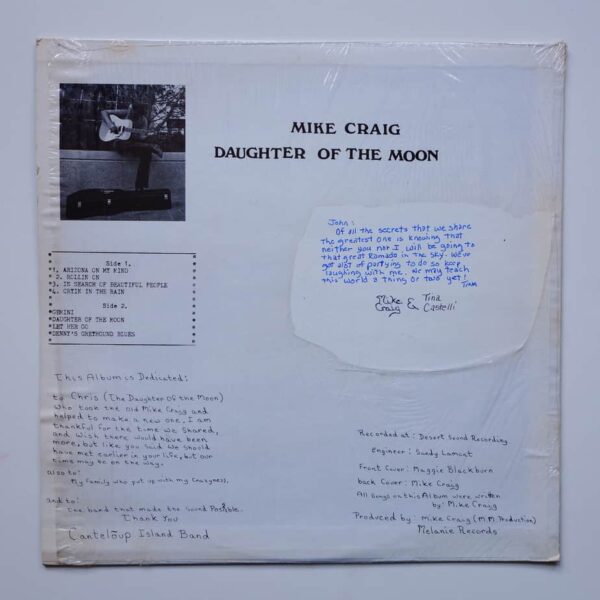 MIKE CRAIG
DAUGHTER OF THE MOON
John:
Of all the secrets that we share
the greatest one is knowing that
neither you nor I will be going to
that great Ramada in the sky. We've
got alot of partying to do so keep
laughing with me. We may teach
this world a thing or two yet!
Tina
Mike Craig & Tina Castelli
Side 1.
*1. ARIZONA ON MY MIND
*2. ROLLIN ON
*3. IN SEARCH OF BEAUTIFUL PEOPLE
*4. CRYIN IN THE RAIN
Side 2.
*GEMINI
*DAUGHTER OF THE MOON
*LET HER GO
*DENNY'S GREYHOUND BLUES
This Album is Dedicated:
to Chris (The Daughter Of the Moon)
who took the old Mike Craig and
helped to make a new one. I am
thankful for the time we shared,
and wish there would have been
more, but like you said we should
have met earlier in your life, but our
time may be on the way.
also to:
My family who put up with my crazyness,
and to:
the band that made the sound Possible.
Thank You
Canteloup Island Band
Recorded at: Desert Sound Recording
Engineer: Sandy Lamont
Front Cover: Maggie Blackburn
back Cover: Mike Craig
All Songs on this Album were written
by: Mike Craig
Produced by: Mike Craig (M.M. Production)
Melanie Records